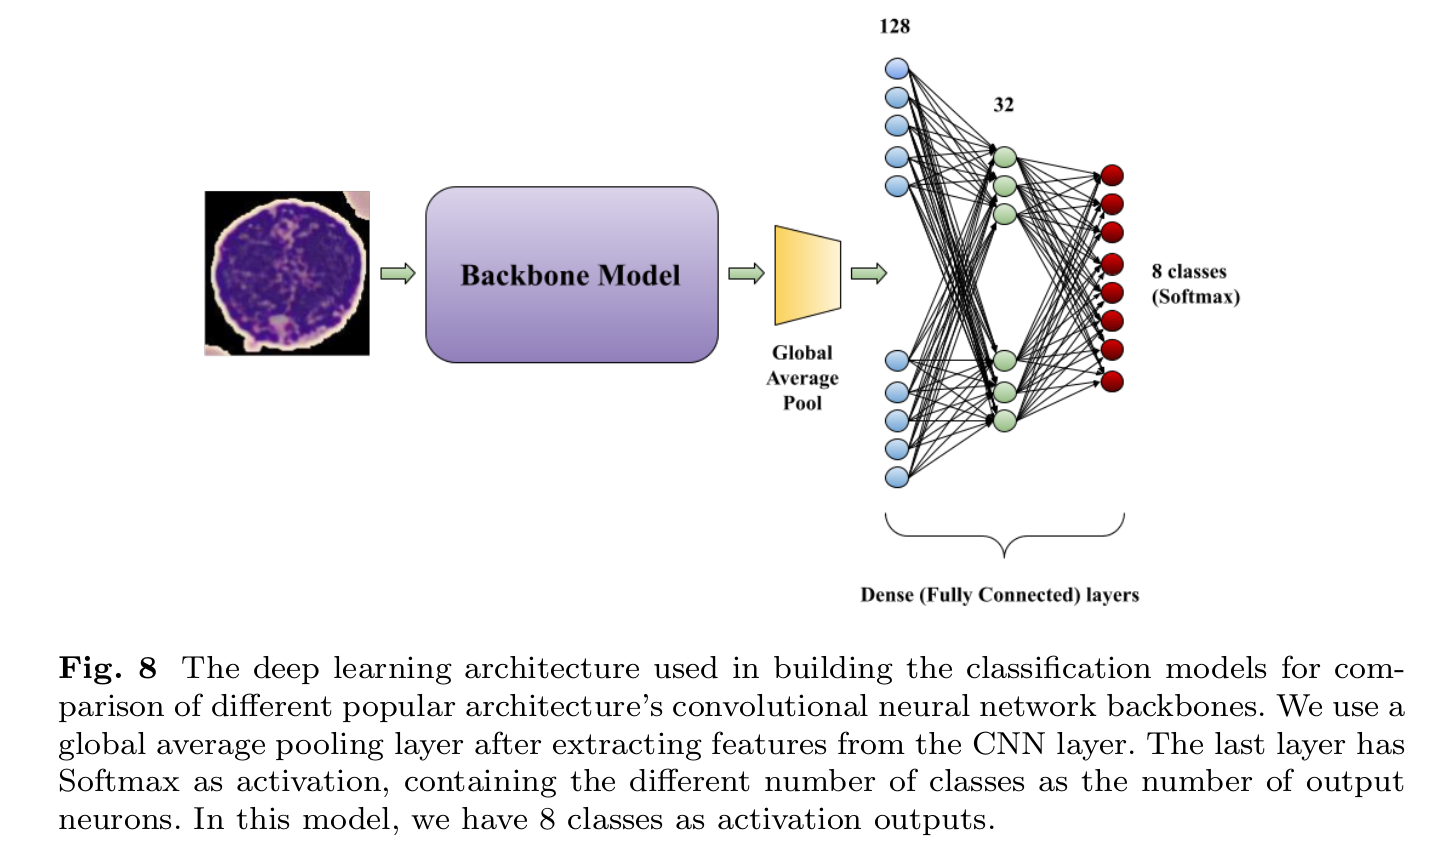 128
32
Backbone Model
8 classes
(Softmax)
Global
Average
Pool
Dense (Fully Connected) layers
Fig. 8 The deep learning architecture used in building the classification models for com-
parison of different popular architecture's convolutional neural network backbones. We use a
global average pooling layer after extracting features from the CNN layer. The last layer has
Softmax as activation, containing the different number of classes as the number of output
neurons. In this model, we have 8 classes as activation outputs.